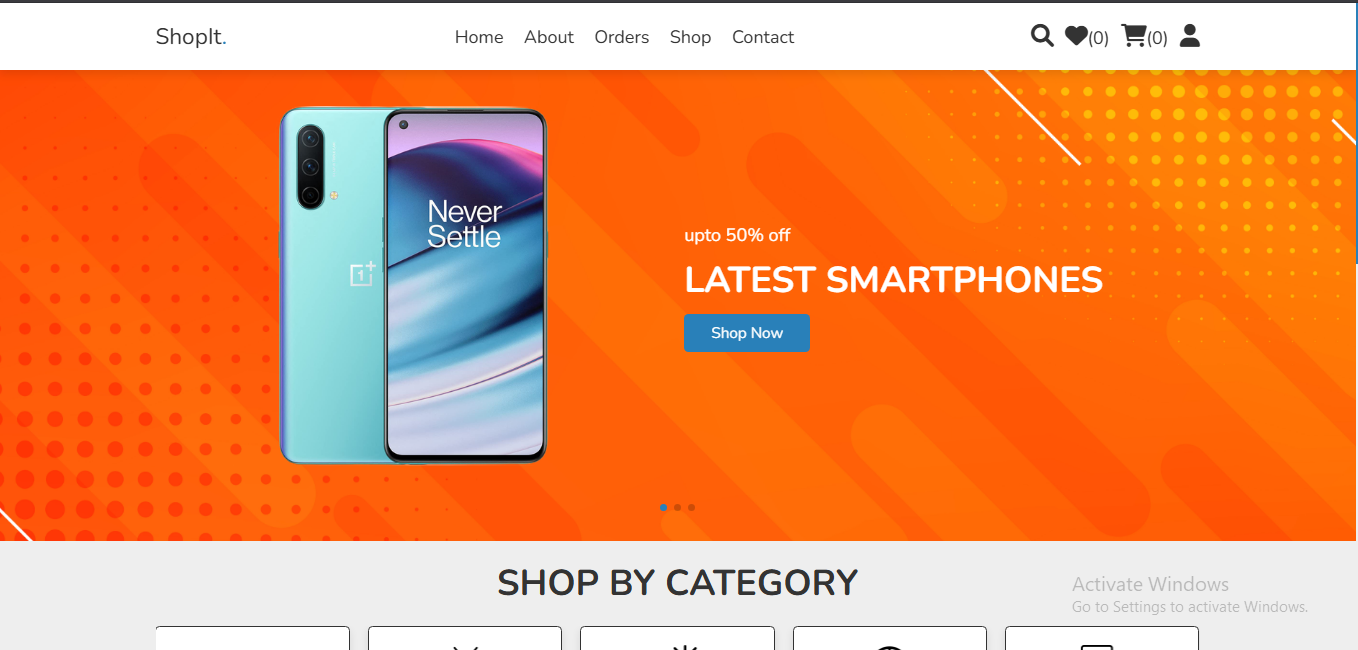 ShopIt.
Home About Orders Shop Contact
(0) (0)
Never
Settle
1+
upto 50% off
LATEST SMARTPHONES
Shop Now
SHOP BY CATEGORY
Activate Windows
Go to Settings to activate Windows.